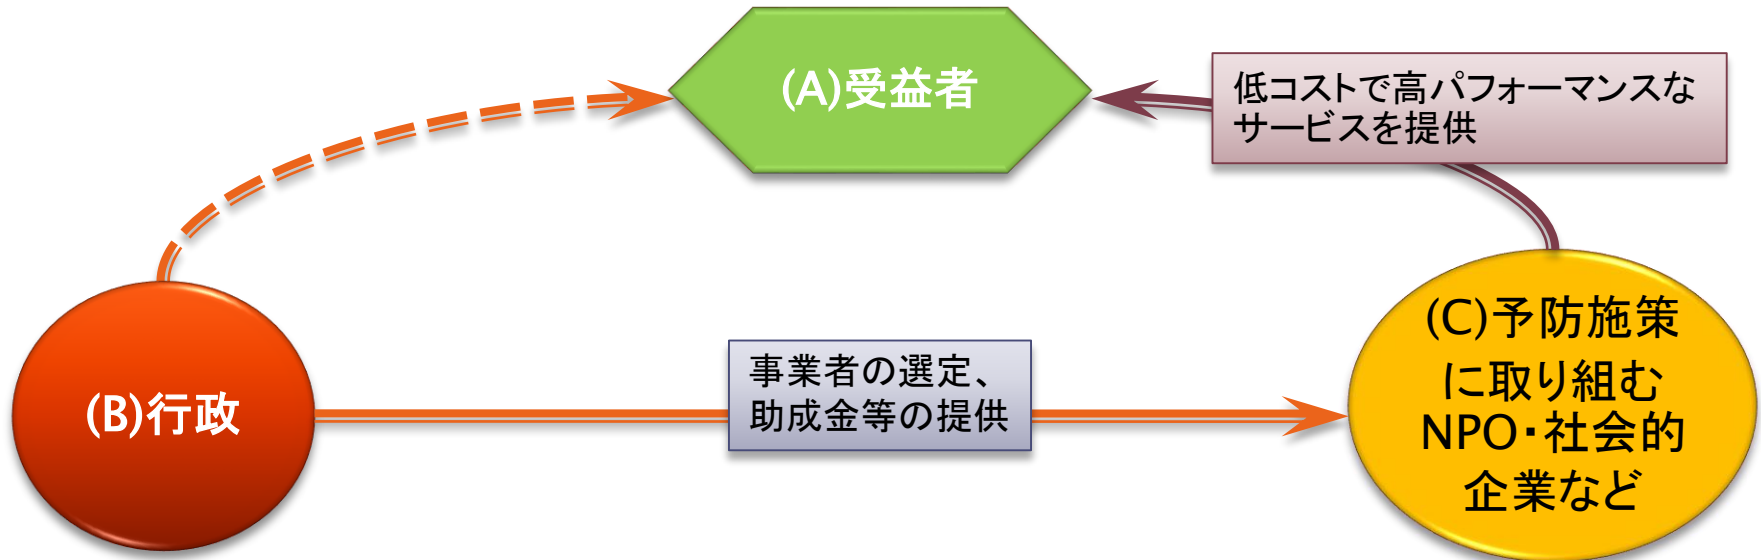 (A)受益者
低コストで高パフォーマンスな
サービスを提供
(B)行政
事業者の選定、
助成金等の提供
(C)予防施策
に取り組む
NPO・社会的
企業など